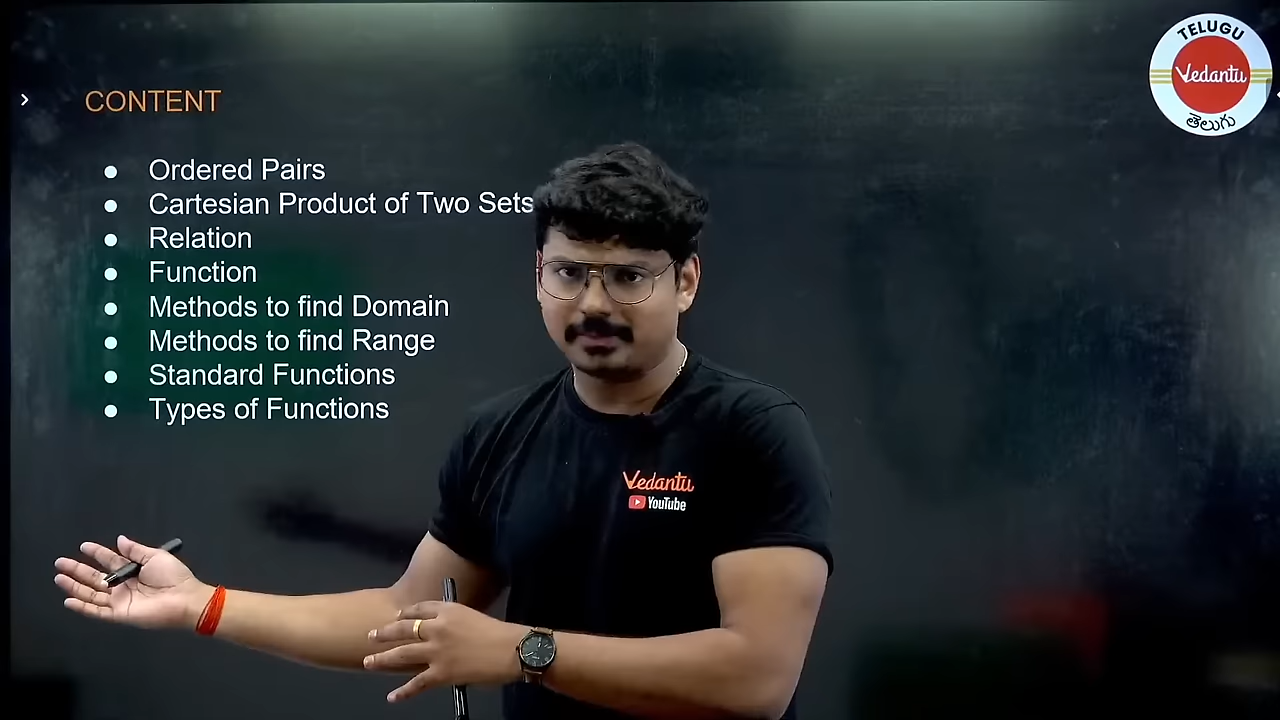 TELUGU
Vedantu
తెలుగు
CONTENT
● Ordered Pairs
● Cartesian Product of Two Sets
● Relation
● Function
● Methods to find Domain
● Methods to find Range
● Standard Functions
● Types of Functions
Vedantu
YouTube